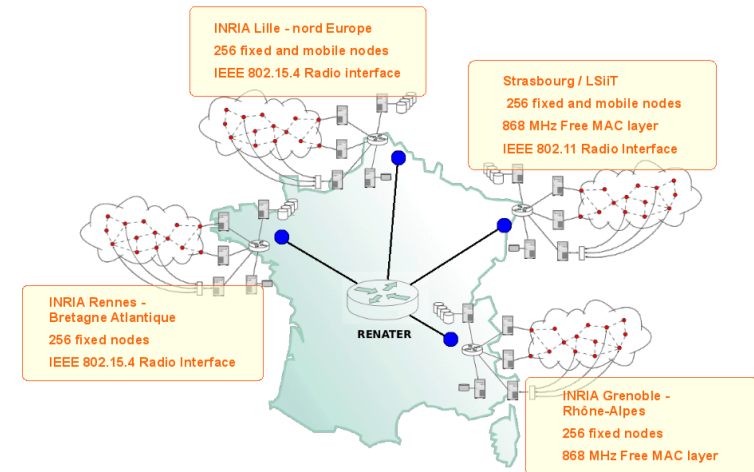 INRIA Lille - nord Europe
256 fixed and mobile nodes
IEEE 802.15.4 Radio interface
Strasbourg / LSiiT
256 fixed and mobile nodes
868 MHz Free MAC layer
IEEE 802.11 Radio Interface
INRIA Rennes -
Bretagne Atlantique
256 fixed nodes
IEEE 802.15.4 Radio Interface
RENATER
INRIA Grenoble -
Rhône-Alpes
256 fixed nodes
868 MHz Free MAC layer